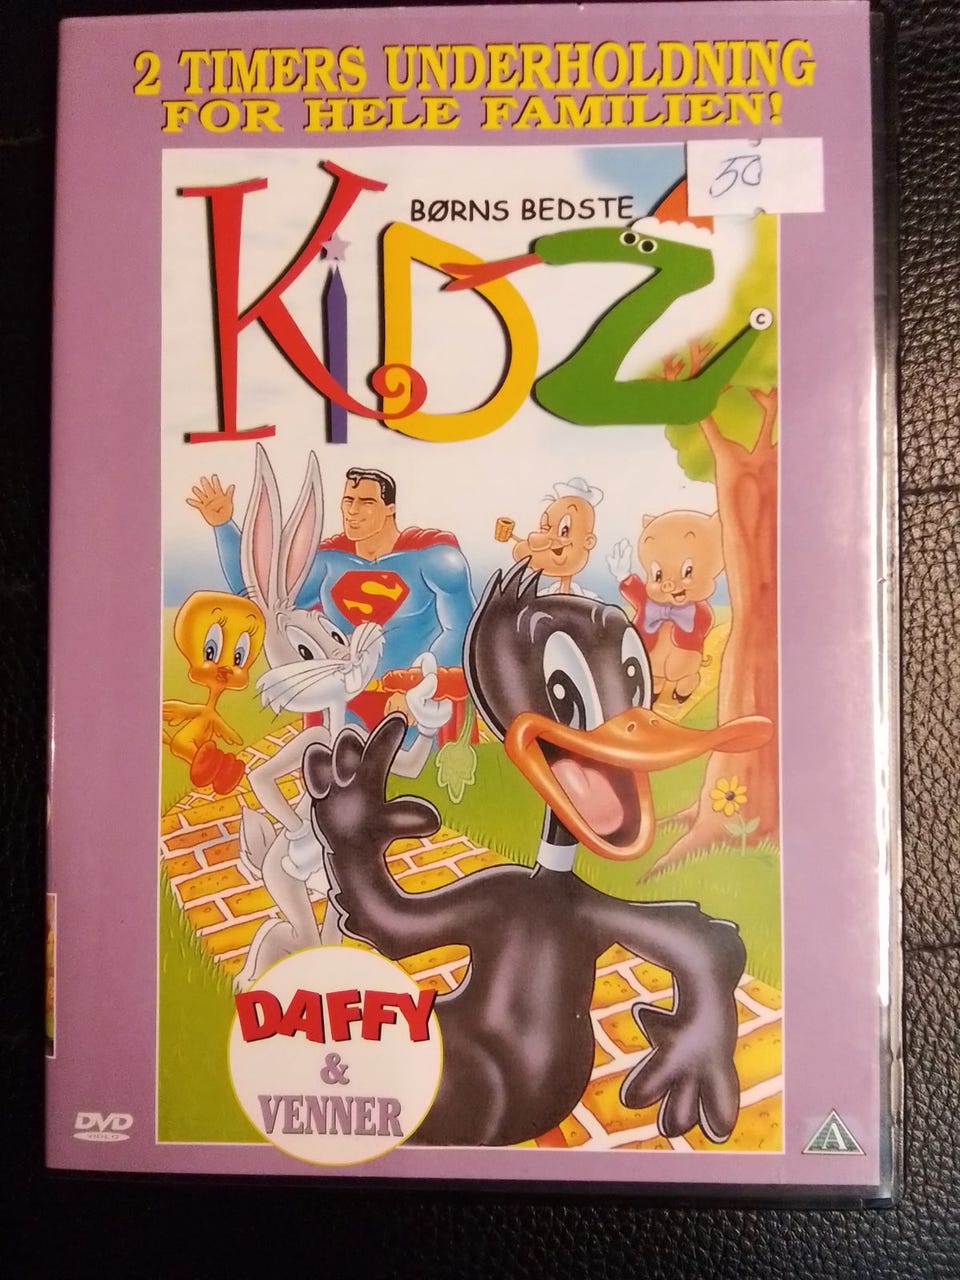 2 TIMERS UNDERHOLDNING
FOR HELE FAMILIEN!
50
BØRNS BEDSTE
KiDZ
C
S
DAFFY
&
VENNER
DVD
VIDEO
A